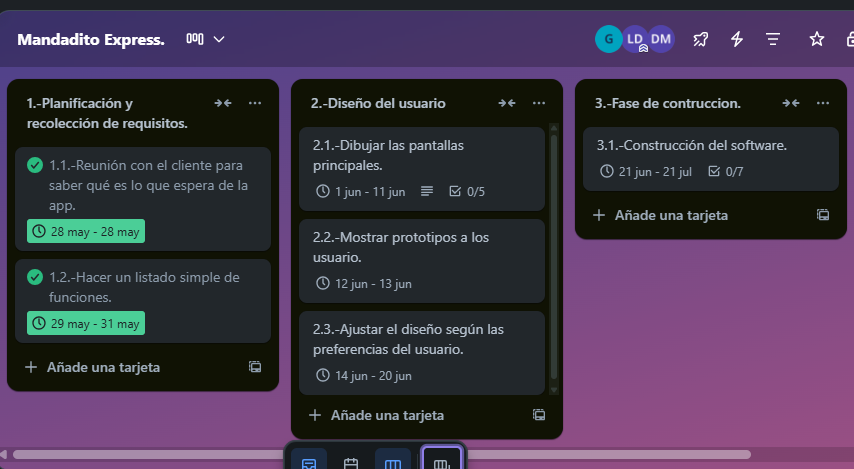 Mandadito Express.
G LD DM
1.-Planificación y
recolección de requisitos.
1.1.-Reunión con el cliente para
saber qué es lo que espera de la
app.
28 may - 28 may
1.2.-Hacer un listado simple de
funciones.
29 may - 31 may
Añade una tarjeta
2.-Diseño del usuario
2.1.-Dibujar las pantallas
principales.
1 jun - 11 jun 0/5
2.2.-Mostrar prototipos a los
usuario.
12 jun - 13 jun
2.3.-Ajustar el diseño según las
preferencias del usuario.
14 jun - 20 jun
Añade una tarjeta
3.-Fase de contruccion.
3.1.-Construcción del software.
21 jun - 21 jul 0/7
Añade una tarjeta